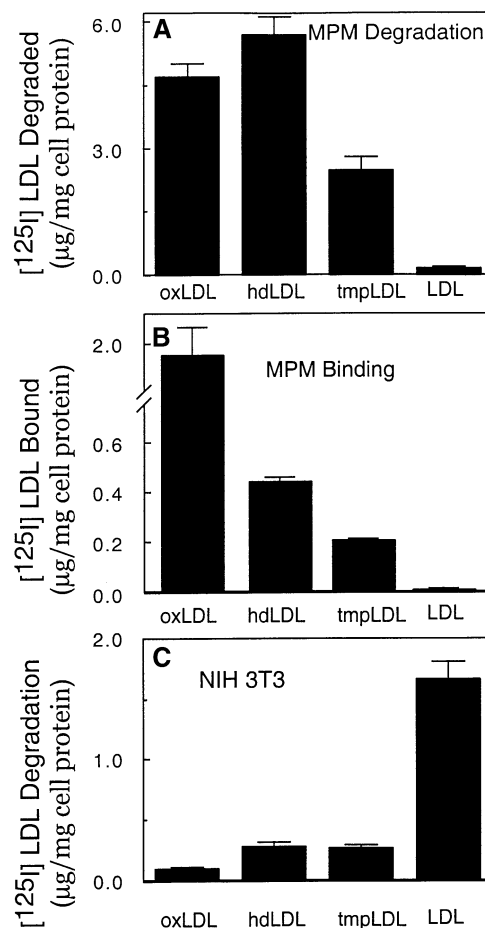 A
MPM Degradation
[125I] LDL Degraded
(µg/mg cell protein)
6.0
3.0
0.0
oxLDL hdLDL tmpLDL LDL
B
MPM Binding
[125I] LDL Bound
(µg/mg cell protein)
2.0
0.6
0.4
0.2
0.0
oxLDL hdLDL tmpLDL LDL
C
NIH 3T3
[125I] LDL Degradation
(µg/mg cell protein)
2.0
1.0
0.0
oxLDL hdLDL tmpLDL LDL